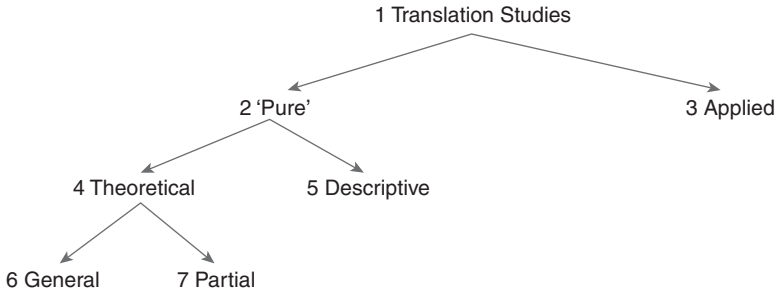 1 Translation Studies
2 ‘Pure’
3 Applied
4 Theoretical
5 Descriptive
6 General
7 Partial